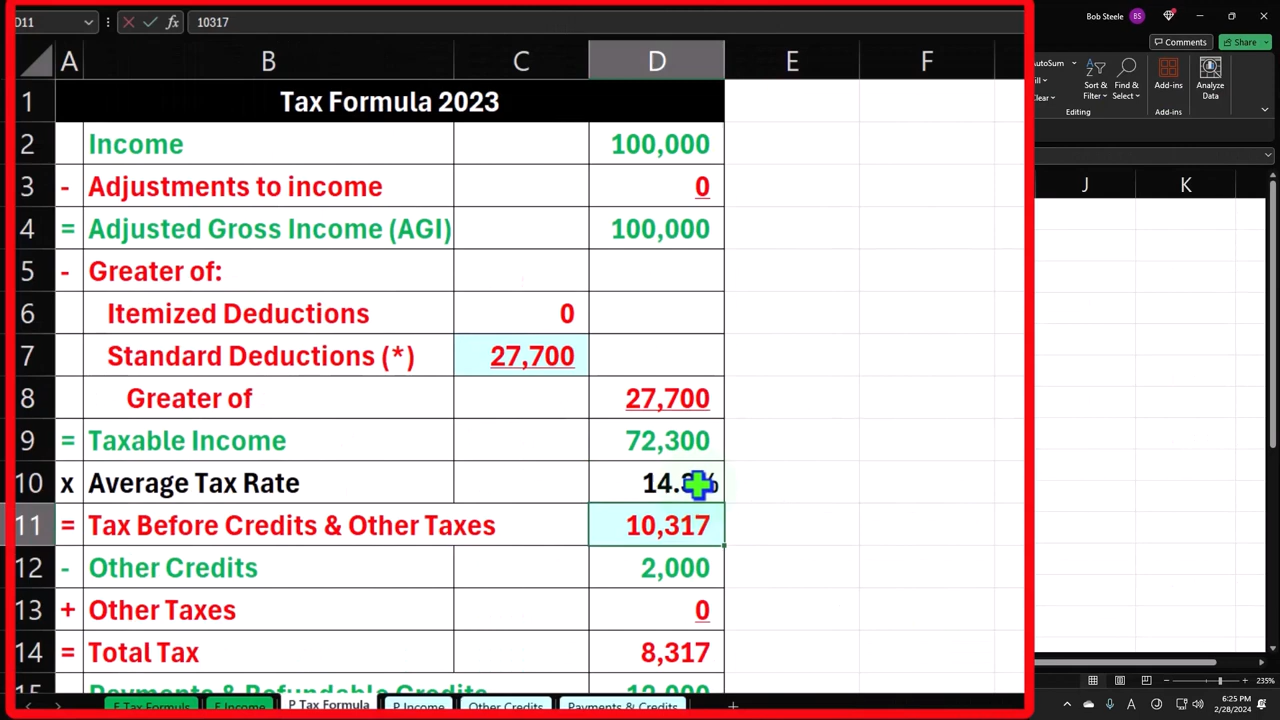 Bob Steele BS
D11 fx 10317
Comments Share
AutoSum
Clear
Sort & Filter
Find & Select
Add-ins
Analyze Data
Editing Add-ins
A B C D E F J K
1 Tax Formula 2023
2 Income 100,000
3 - Adjustments to income 0
4 = Adjusted Gross Income (AGI) 100,000
5 - Greater of:
6 Itemized Deductions 0
7 Standard Deductions (*) 27,700
8 Greater of 27,700
9 = Taxable Income 72,300
10 x Average Tax Rate
11 = Tax Before Credits & Other Taxes 10,317
12 - Other Credits 2,000
13 + Other Taxes 0
14 = Total Tax 8,317
15 Payments & Refundable Credits 12,000
F Tax Formula F Income P Tax Formula P Income Other Credits Payments & Credits
235%
6:25 PM
2/28/2024